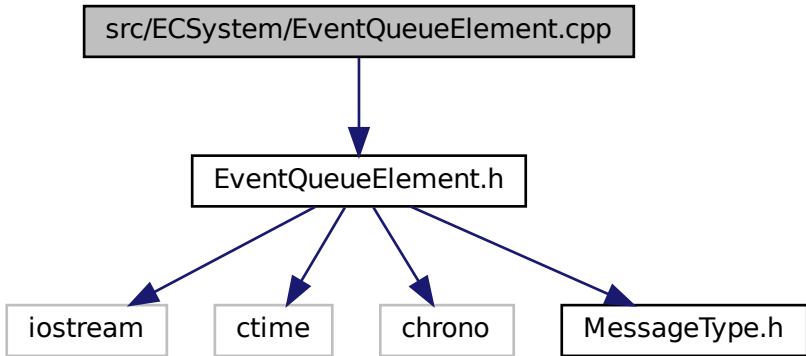 src/ECSystem/EventQueueElement.cpp
EventQueueElement.h
iostream
ctime
chrono
MessageType.h